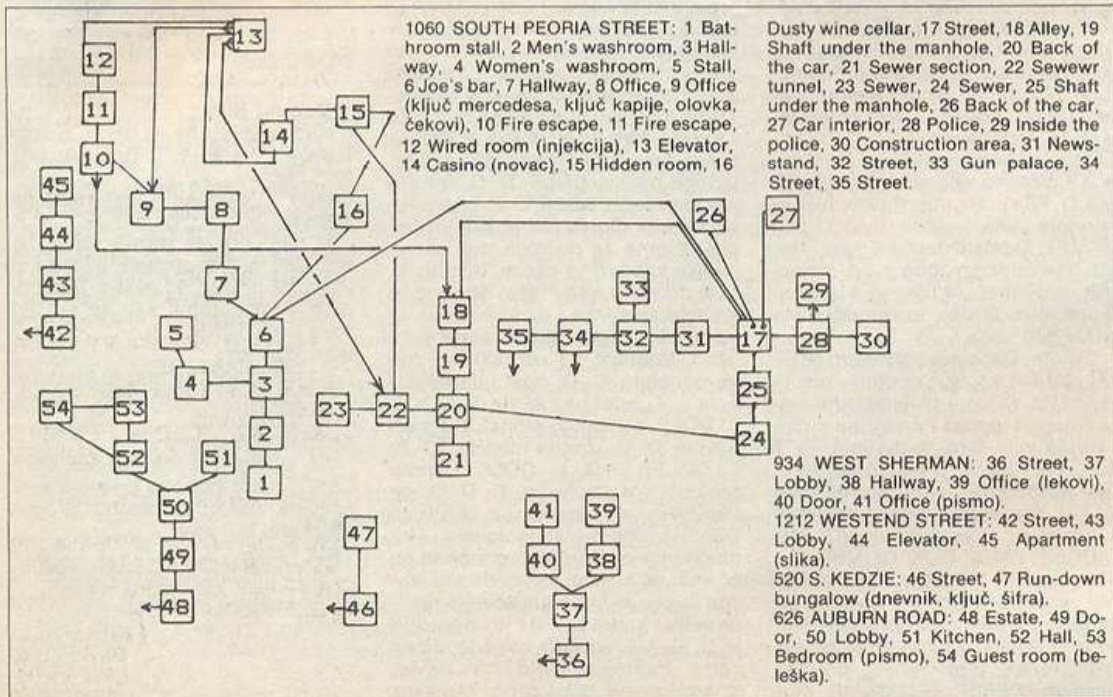 1060 SOUTH PEORIA STREET: 1 Bat-
hroom stall, 2 Men's washroom, 3 Hall-
way, 4 Women's washroom, 5 Stall,
6 Joe's bar, 7 Hallway, 8 Office, 9 Office
(ključ mercedesa, ključ kapije, olovka,
čekovi), 10 Fire escape, 11 Fire escape,
12 Wired room (injekcija), 13 Elevator,
14 Casino (novac), 15 Hidden room, 16
Dusty wine cellar, 17 Street, 18 Alley, 19
Shaft under the manhole, 20 Back of
the car, 21 Sewer section, 22 Sewewr
tunnel, 23 Sewer, 24 Sewer, 25 Shaft
under the manhole, 26 Back of the car,
27 Car interior, 28 Police, 29 Inside the
police, 30 Construction area, 31 News-
stand, 32 Street, 33 Gun palace, 34
Street, 35 Street.
13
12
11
14
15
10
45
9
8
16
26
27
44
7
18
33
29
43
5
6
35
34
32
31
17
28
30
42
4
3
19
25
54
53
2
23
22
20
24
52
51
1
21
50
41
39
49
47
40
38
48
46
37
36
934 WEST SHERMAN: 36 Street, 37
Lobby, 38 Hallway, 39 Office (lekovi),
40 Door, 41 Office (pismo).
1212 WESTEND STREET: 42 Street, 43
Lobby, 44 Elevator, 45 Apartment
(slika).
520 S. KEDZIE: 46 Street, 47 Run-down
bungalow (dnevnik, ključ, šifra).
626 AUBURN ROAD: 48 Estate, 49 Do-
or, 50 Lobby, 51 Kitchen, 52 Hall, 53
Bedroom (pismo), 54 Guest room (be-
leška).